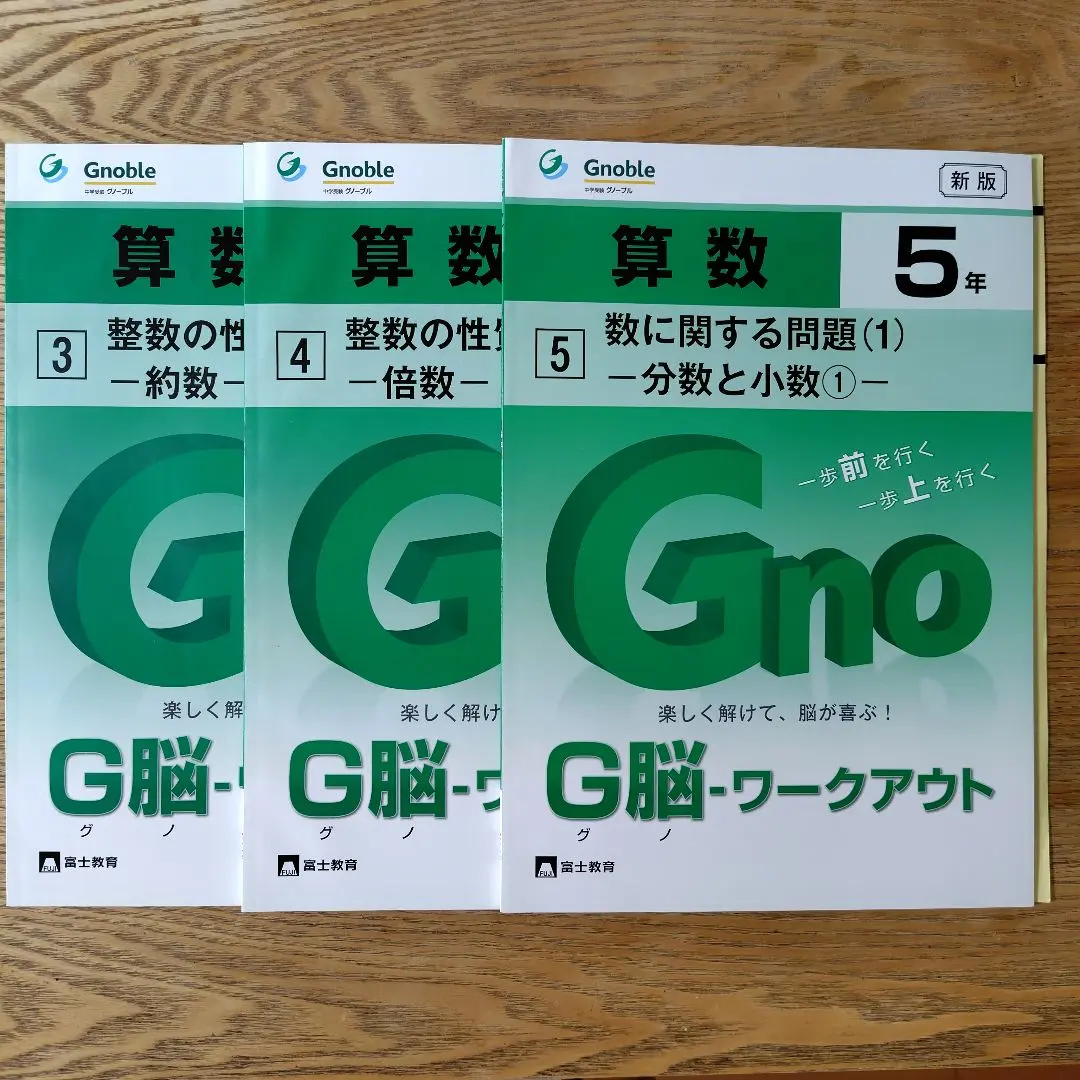 Gnoble
中学受験 グノーブル
算数
3
整数の性
－約数－
楽しく解
G脳-
グノ
FUJI 富士教育
Gnoble
中学受験 グノーブル
算数
4
整数の性質
－倍数－
楽しく解け
G脳-ワ
グノ
FUJI 富士教育
Gnoble
中学受験 グノーブル
新版
算数
5年
5
数に関する問題(1)
－分数と小数①－
一歩前を行く
一歩上を行く
Gno
楽しく解けて、脳が喜ぶ！
G脳-ワークアウト
グノ
FUJI 富士教育